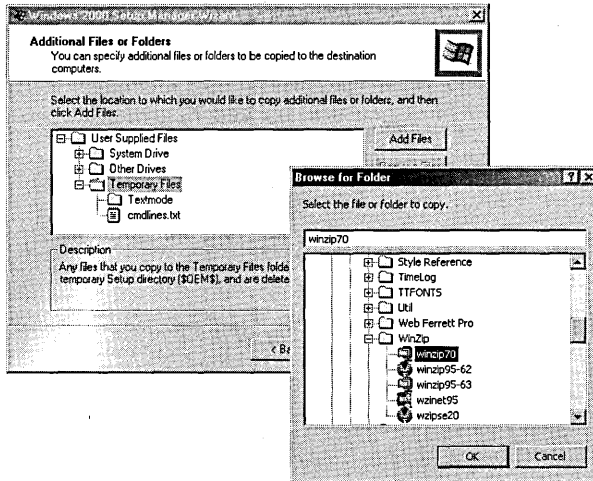 Windows 2000 Setup Manager Wizard
Additional Files or Folders
You can specify additional files or folders to be copied to the destination
computers.
Select the location to which you would like to copy additional files or folders, and then
click Add Files.
User Supplied Files
System Drive
Other Drives
Temporary Files
Textmode
cmdlines.txt
Add Files
Description
Any files that you copy to the Temporary Files folde
temporary Setup directory ($OEM$), and are delete
< Ba
Browse for Folder
Select the file or folder to copy.
winzip70
Style Reference
TimeLog
TTFONTS
Util
Web Ferrett Pro
WinZip
winzip70
winzip95-62
winzip95-63
wzinet95
wzipse20
OK
Cancel